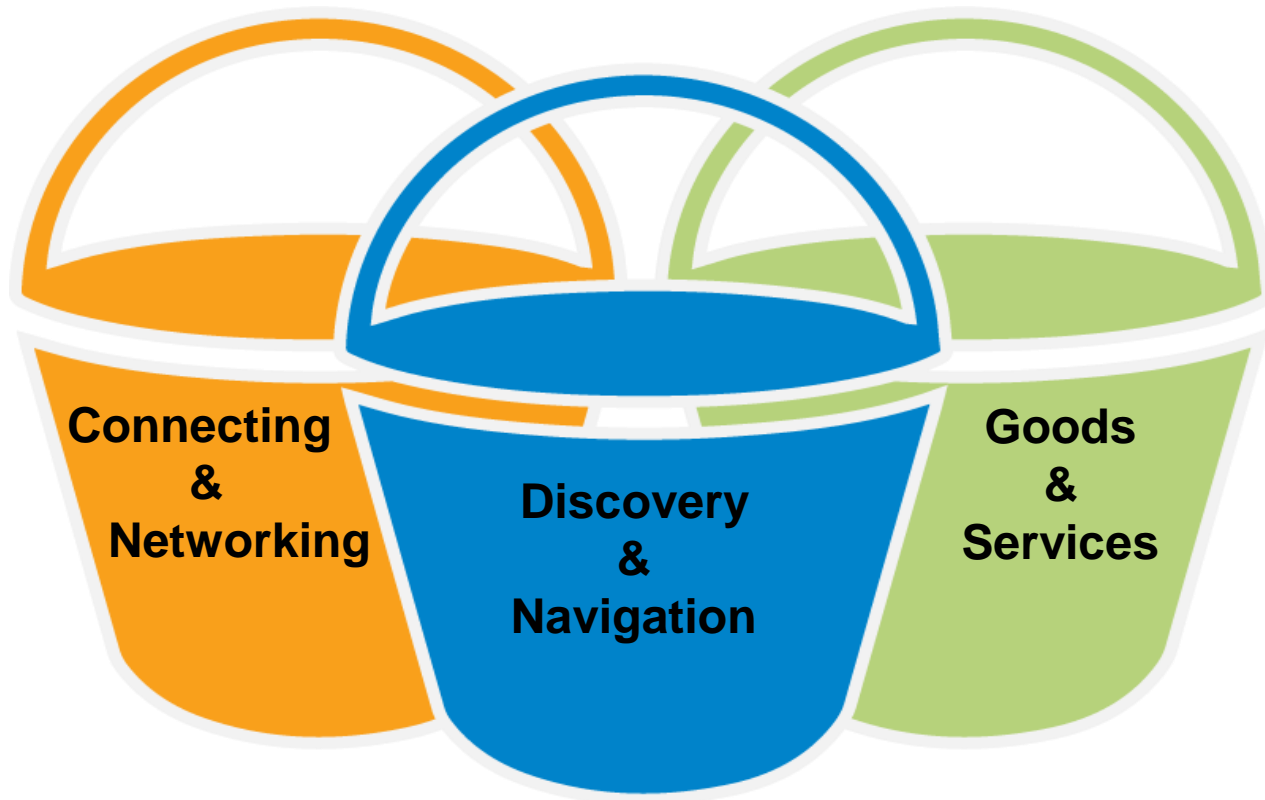 Connecting
&
Networking
Discovery
&
Navigation
Goods
&
Services